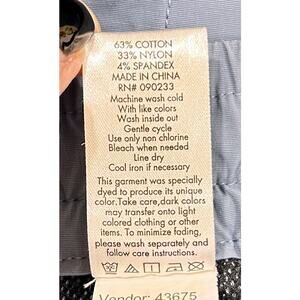 63% COTTON
33% NYLON
4% SPANDEX
MADE IN CHINA
RN# 090233
Machine wash cold
With like colors
Wash inside out
Gentle cycle
Use only non chlorine
Bleach when needed
Line dry
Cool iron if necessary
This garment was specially
dyed to produce its unique
color.Take care,dark colors
may transfer onto light
colored clothing or other
items. To minimize fading,
please wash separately and
follow care instructions.
Vendor: 43675